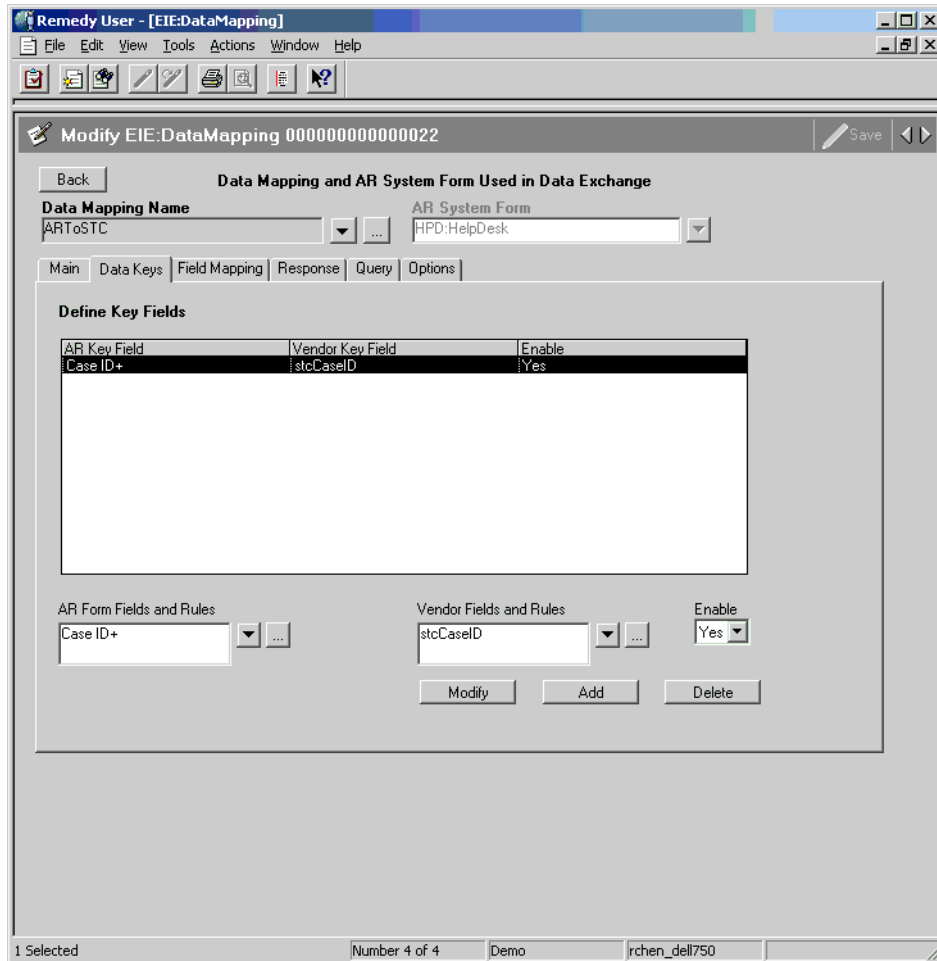 Remedy User - [EIE:DataMapping]
File Edit View Tools Actions Window Help
Modify EIE:DataMapping 000000000000022 Save
Back Data Mapping and AR System Form Used in Data Exchange
Data Mapping Name AR System Form
ARToSTC ... HPD:HelpDesk
Main Data Keys Field Mapping Response Query Options
Define Key Fields
AR Key Field Vendor Key Field Enable
Case ID+ stcCaseID Yes
AR Form Fields and Rules Vendor Fields and Rules Enable
Case ID+ ... stcCaseID ... Yes
Modify Add Delete
1 Selected Number 4 of 4 Demo rchen_dell750